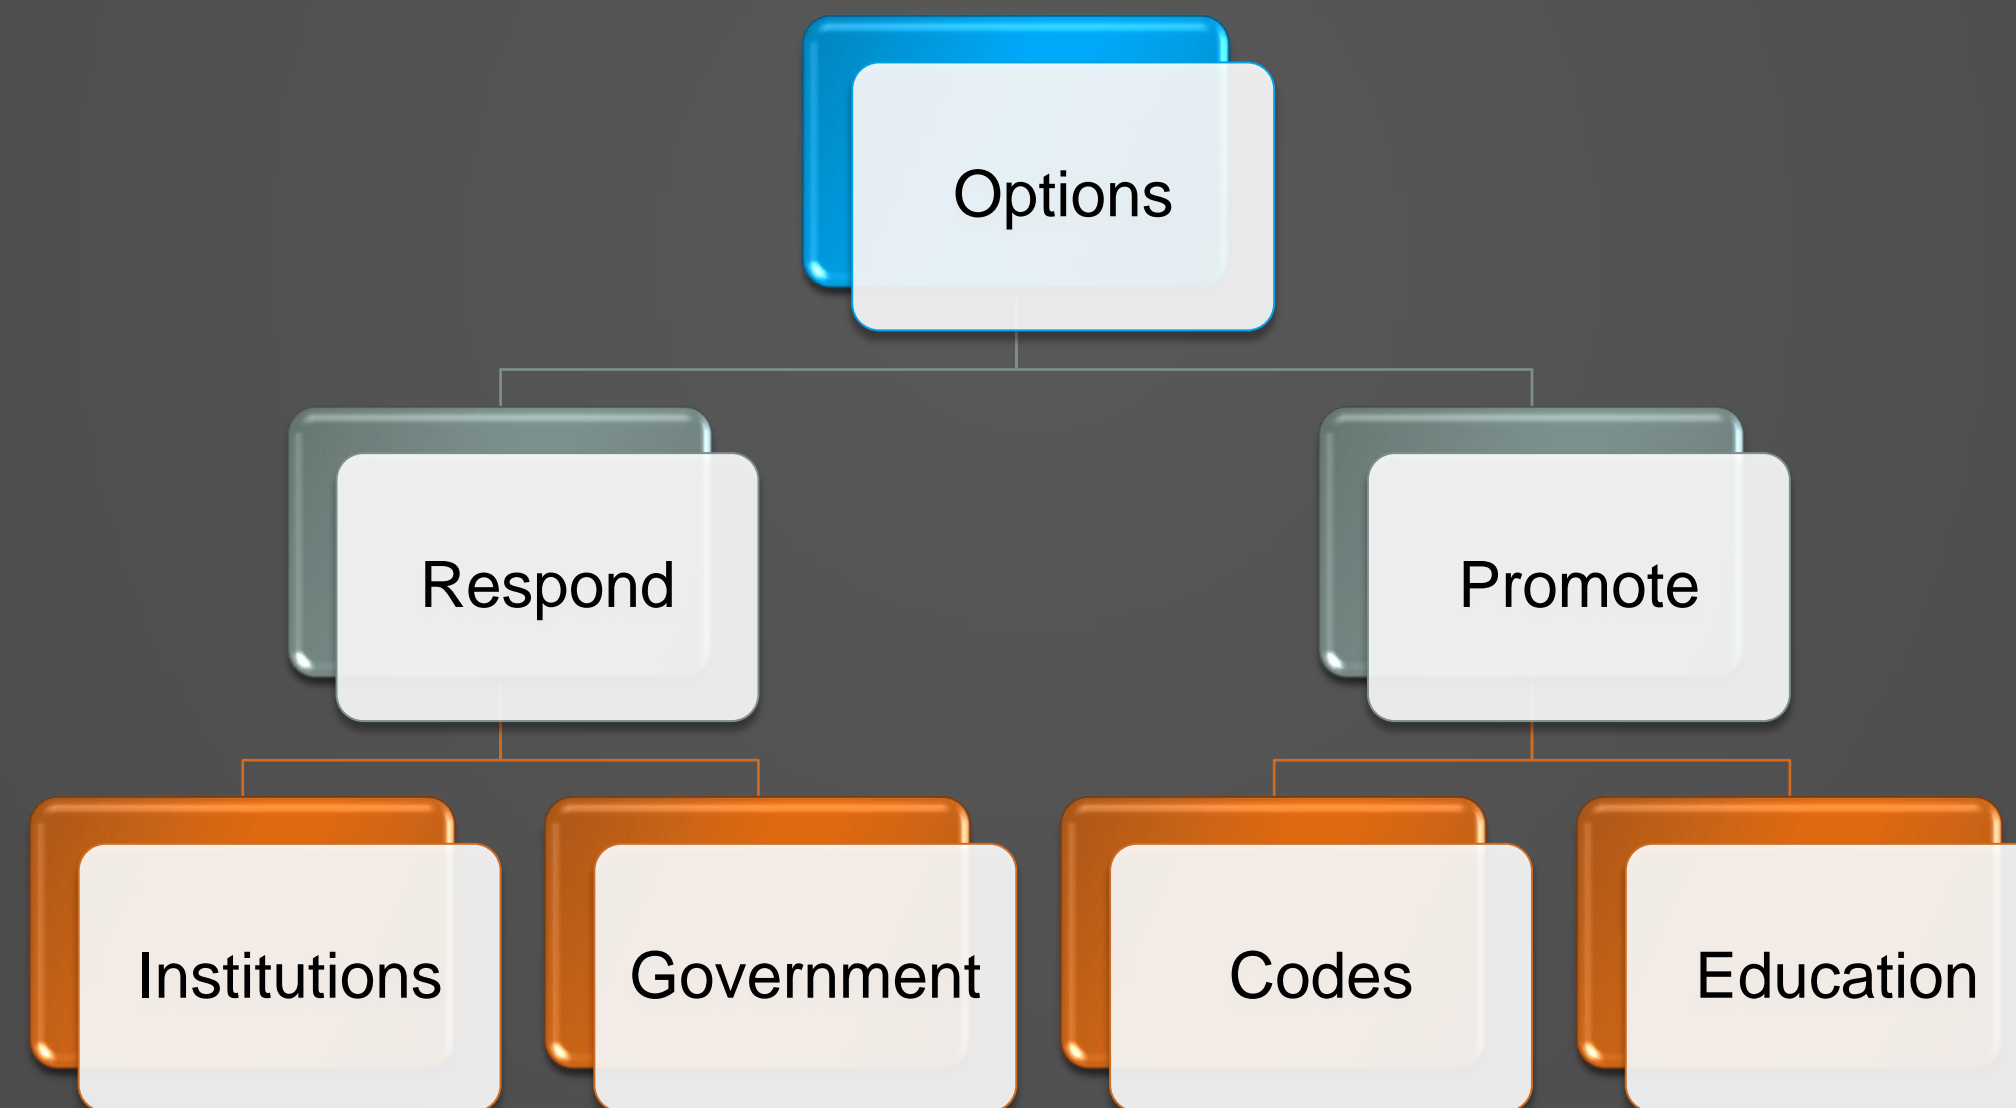 Options
Respond
Promote
Institutions
Government
Codes
Education